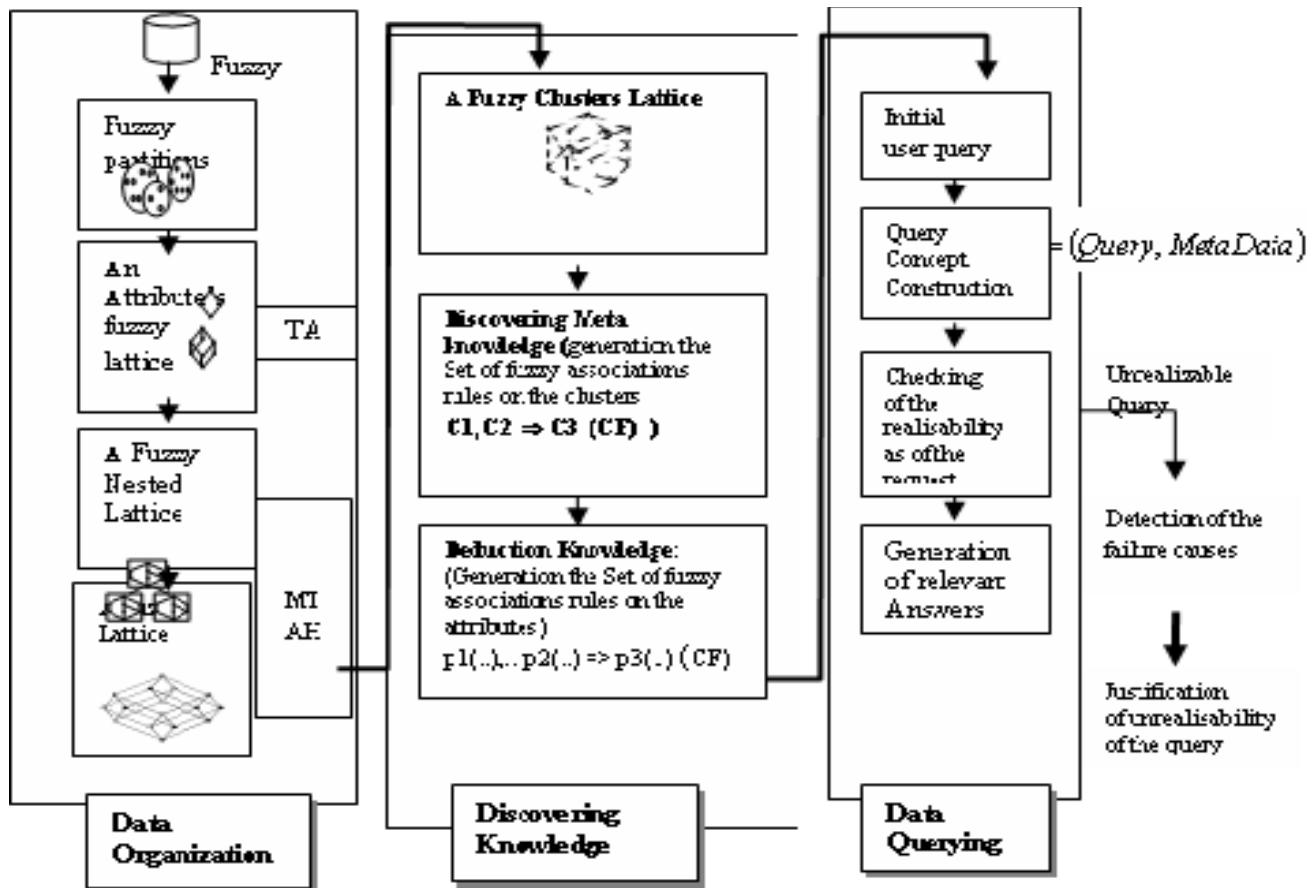 Fuzzy
Fuzzy
partitions
An
Attribute's
fuzzy
lattice
TA
A Fuzzy
Nested
Lattice
Lattice
MT
AH
Data
Organization
A Fuzzy Clusters Lattice
Discovering Meta
knowledge (generation the
Set of fuzzy associations
rules on the clusters
C1, C2 ⇒ C3 (CF) )
Deduction Knowledge:
(Generation the Set of fuzzy
associations rules on the
attributes)
p1(..),... p2(..) => p3(..) (CF)
Discovering
Knowledge
Initial
user query
Query
Concept
Construction
= (Query, MetaData)
Checking
of the
realisability
as of the
request
Generation
of relevant
Answers
Unrealizable
Query
Detection of the
failure causes
Justification
of unrealisability
of the query
Data
Querying